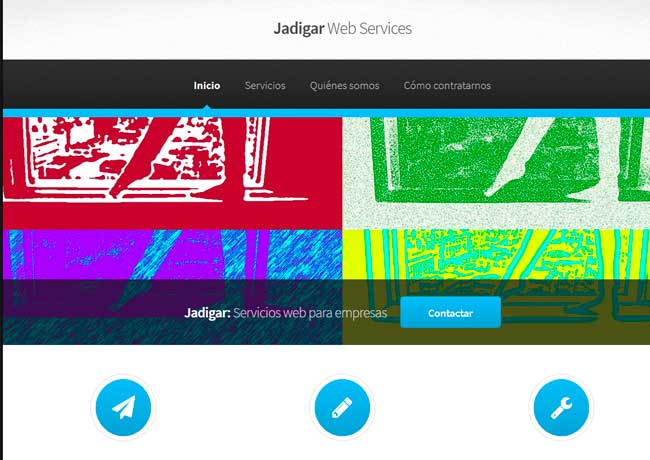 Jadigar Web Services
Inicio Servicios Quiénes somos Cómo contratarnos
Jadigar: Servicios web para empresas Contactar